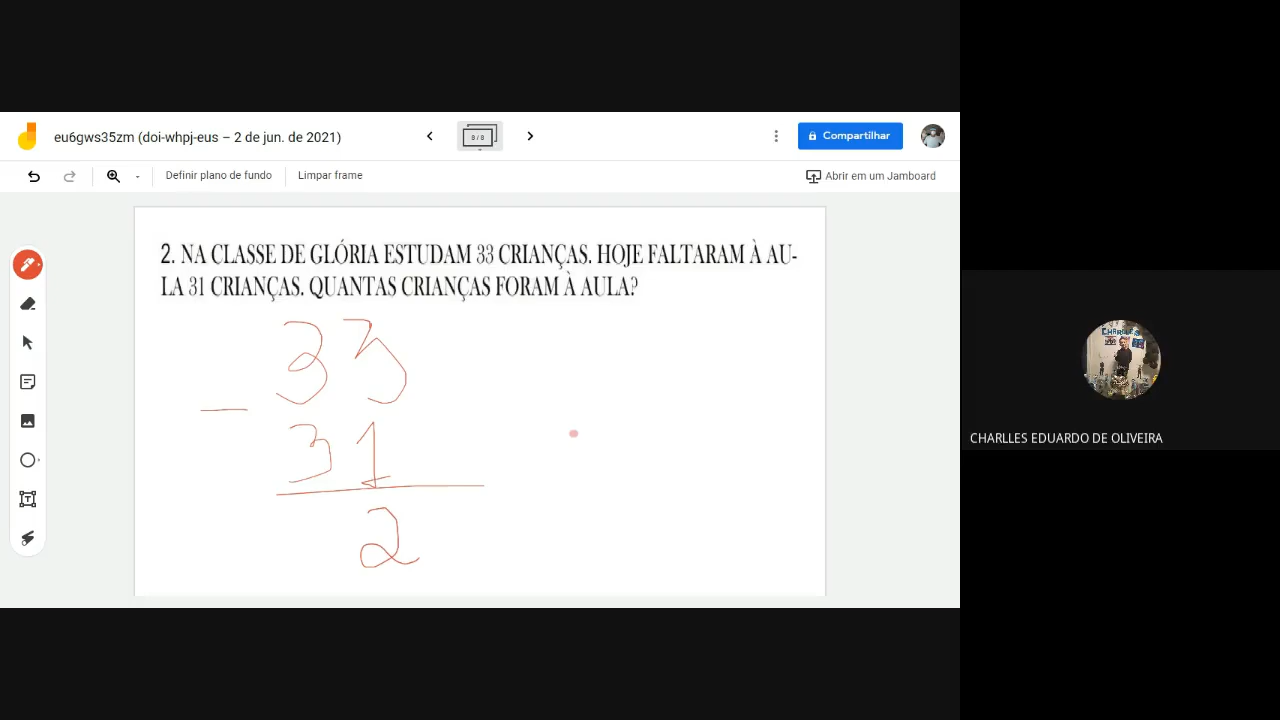 eu6gws35zm (doi-whpj-eus – 2 de jun. de 2021)
8 / 8
Compartilhar
Definir plano de fundo
Limpar frame
Abrir em um Jamboard
2. NA CLASSE DE GLÓRIA ESTUDAM 33 CRIANÇAS. HOJE FALTARAM À AU-
LA 31 CRIANÇAS. QUANTAS CRIANÇAS FORAM À AULA?
33
–
31
2
CHARLLES EDUARDO DE OLIVEIRA